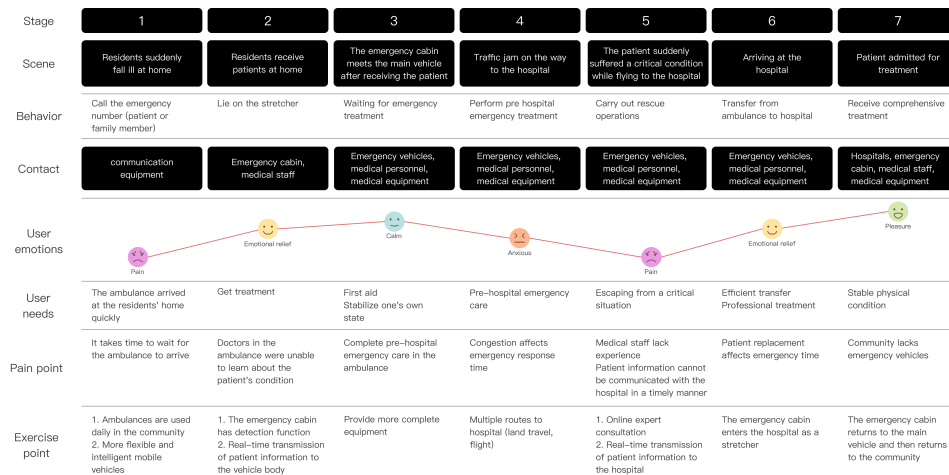 Stage
1
2
3
4
5
6
7
Scene
Residents suddenly
fall ill at home
Residents receive
patients at home
The emergency cabin
meets the main vehicle
after receiving the patient
Traffic jam on the way
to the hospital
The patient suddenly
suffered a critical condition
while flying to the hospital
Arriving at the
hospital
Patient admitted for
treatment
Behavior
Call the emergency
number (patient or
family member)
Lie on the stretcher
Waiting for emergency
treatment
Perform pre hospital
emergency treatment
Carry out rescue
operations
Transfer from
ambulance to hospital
Receive comprehensive
treatment
Contact
communication
equipment
Emergency cabin,
medical staff
Emergency vehicles,
medical personnel,
medical equipment
Emergency vehicles,
medical personnel,
medical equipment
Emergency vehicles,
medical personnel,
medical equipment
Emergency vehicles,
medical personnel,
medical equipment
Hospitals, emergency
cabin, medical staff,
medical equipment
User
emotions
Pain
Emotional relief
Calm
Anxious
Pain
Emotional relief
Pleasure
User
needs
The ambulance arrived
at the residents' home
quickly
Get treatment
First aid
Stabilize one's own
state
Pre-hospital emergency
care
Escaping from a critical
situation
Efficient transfer
Professional treatment
Stable physical
condition
Pain point
It takes time to wait for
the ambulance to arrive
Doctors in the
ambulance were unable
to learn about the
patient's condition
Complete pre-hospital
emergency care in the
ambulance
Congestion affects
emergency response
time
Medical staff lack
experience
Patient information cannot
be communicated with the
hospital in a timely manner
Patient replacement
affects emergency time
Community lacks
emergency vehicles
Exercise
point
1. Ambulances are used
daily in the community
2. More flexible and
intelligent mobile
vehicles
1. The emergency cabin
has detection function
2. Real-time transmission
of patient information to
the vehicle body
Provide more complete
equipment
Multiple routes to
hospital (land travel,
flight)
1. Online expert
consultation
2. Real-time transmission
of patient information to
the hospital
The emergency cabin
enters the hospital as a
stretcher
The emergency cabin
returns to the main
vehicle and then returns
to the community